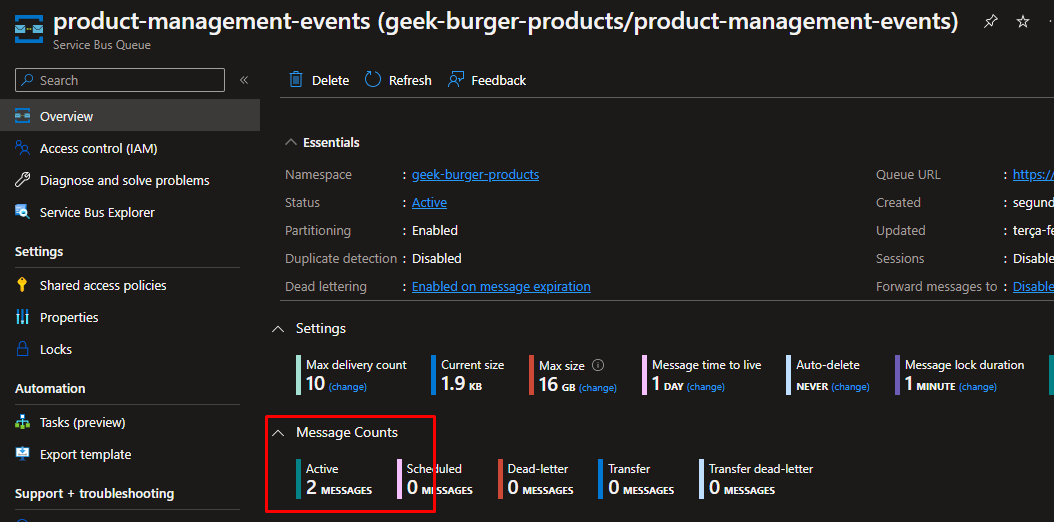 product-management-events (geek-burger-products/product-management-events)
Service Bus Queue
Search
Delete Refresh Feedback
Overview
Access control (IAM)
Diagnose and solve problems
Service Bus Explorer
Settings
Shared access policies
Properties
Locks
Automation
Tasks (preview)
Export template
Support + troubleshooting
Essentials
Namespace : geek-burger-products
Status : Active
Partitioning : Enabled
Duplicate detection : Disabled
Dead lettering : Enabled on message expiration
Queue URL : https:/
Created : segund
Updated : terça-fe
Sessions : Disable
Forward messages to : Disable
Settings
Max delivery count
10 (change)
Current size
1.9 KB
Max size
16 GB (change)
Message time to live
1 DAY (change)
Auto-delete
NEVER (change)
Message lock duration
1 MINUTE (change)
Message Counts
Active
2 MESSAGES
Scheduled
0 MESSAGES
Dead-letter
0 MESSAGES
Transfer
0 MESSAGES
Transfer dead-letter
0 MESSAGES